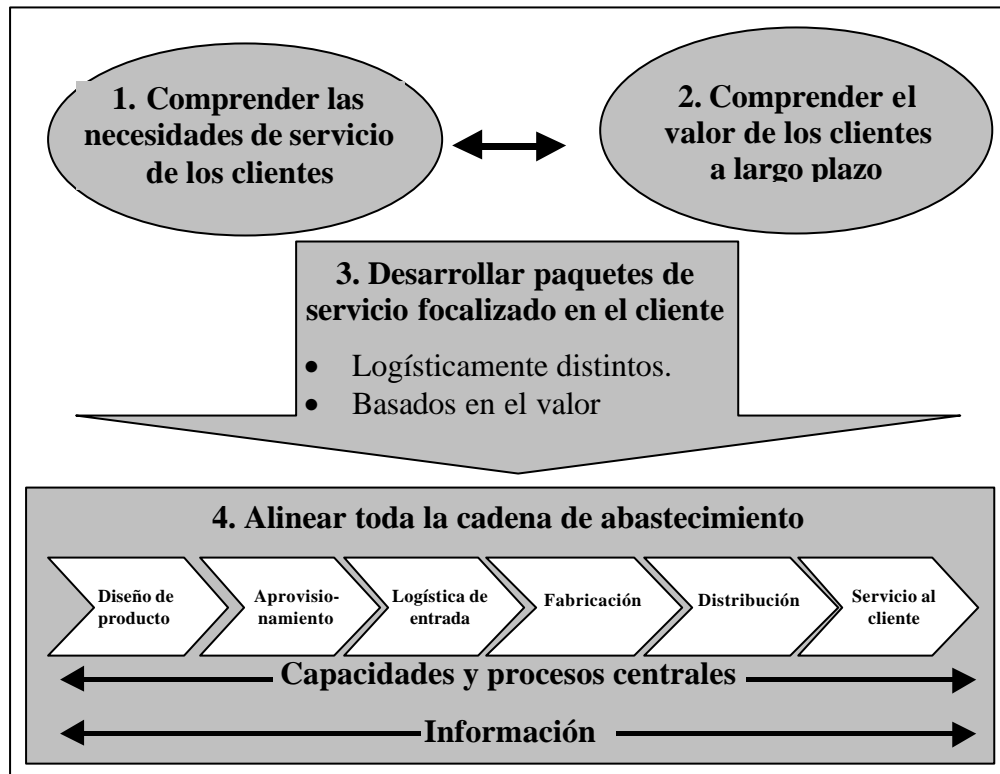 1. Comprender las
necesidades de servicio
de los clientes
2. Comprender el
valor de los clientes
a largo plazo
3. Desarrollar paquetes de
servicio focalizado en el cliente
• Logísticamente distintos.
• Basados en el valor
4. Alinear toda la cadena de abastecimiento
Diseño de
producto
Aprovisio-
namiento
Logística de
entrada
Fabricación
Distribución
Servicio al
cliente
Capacidades y procesos centrales
Información